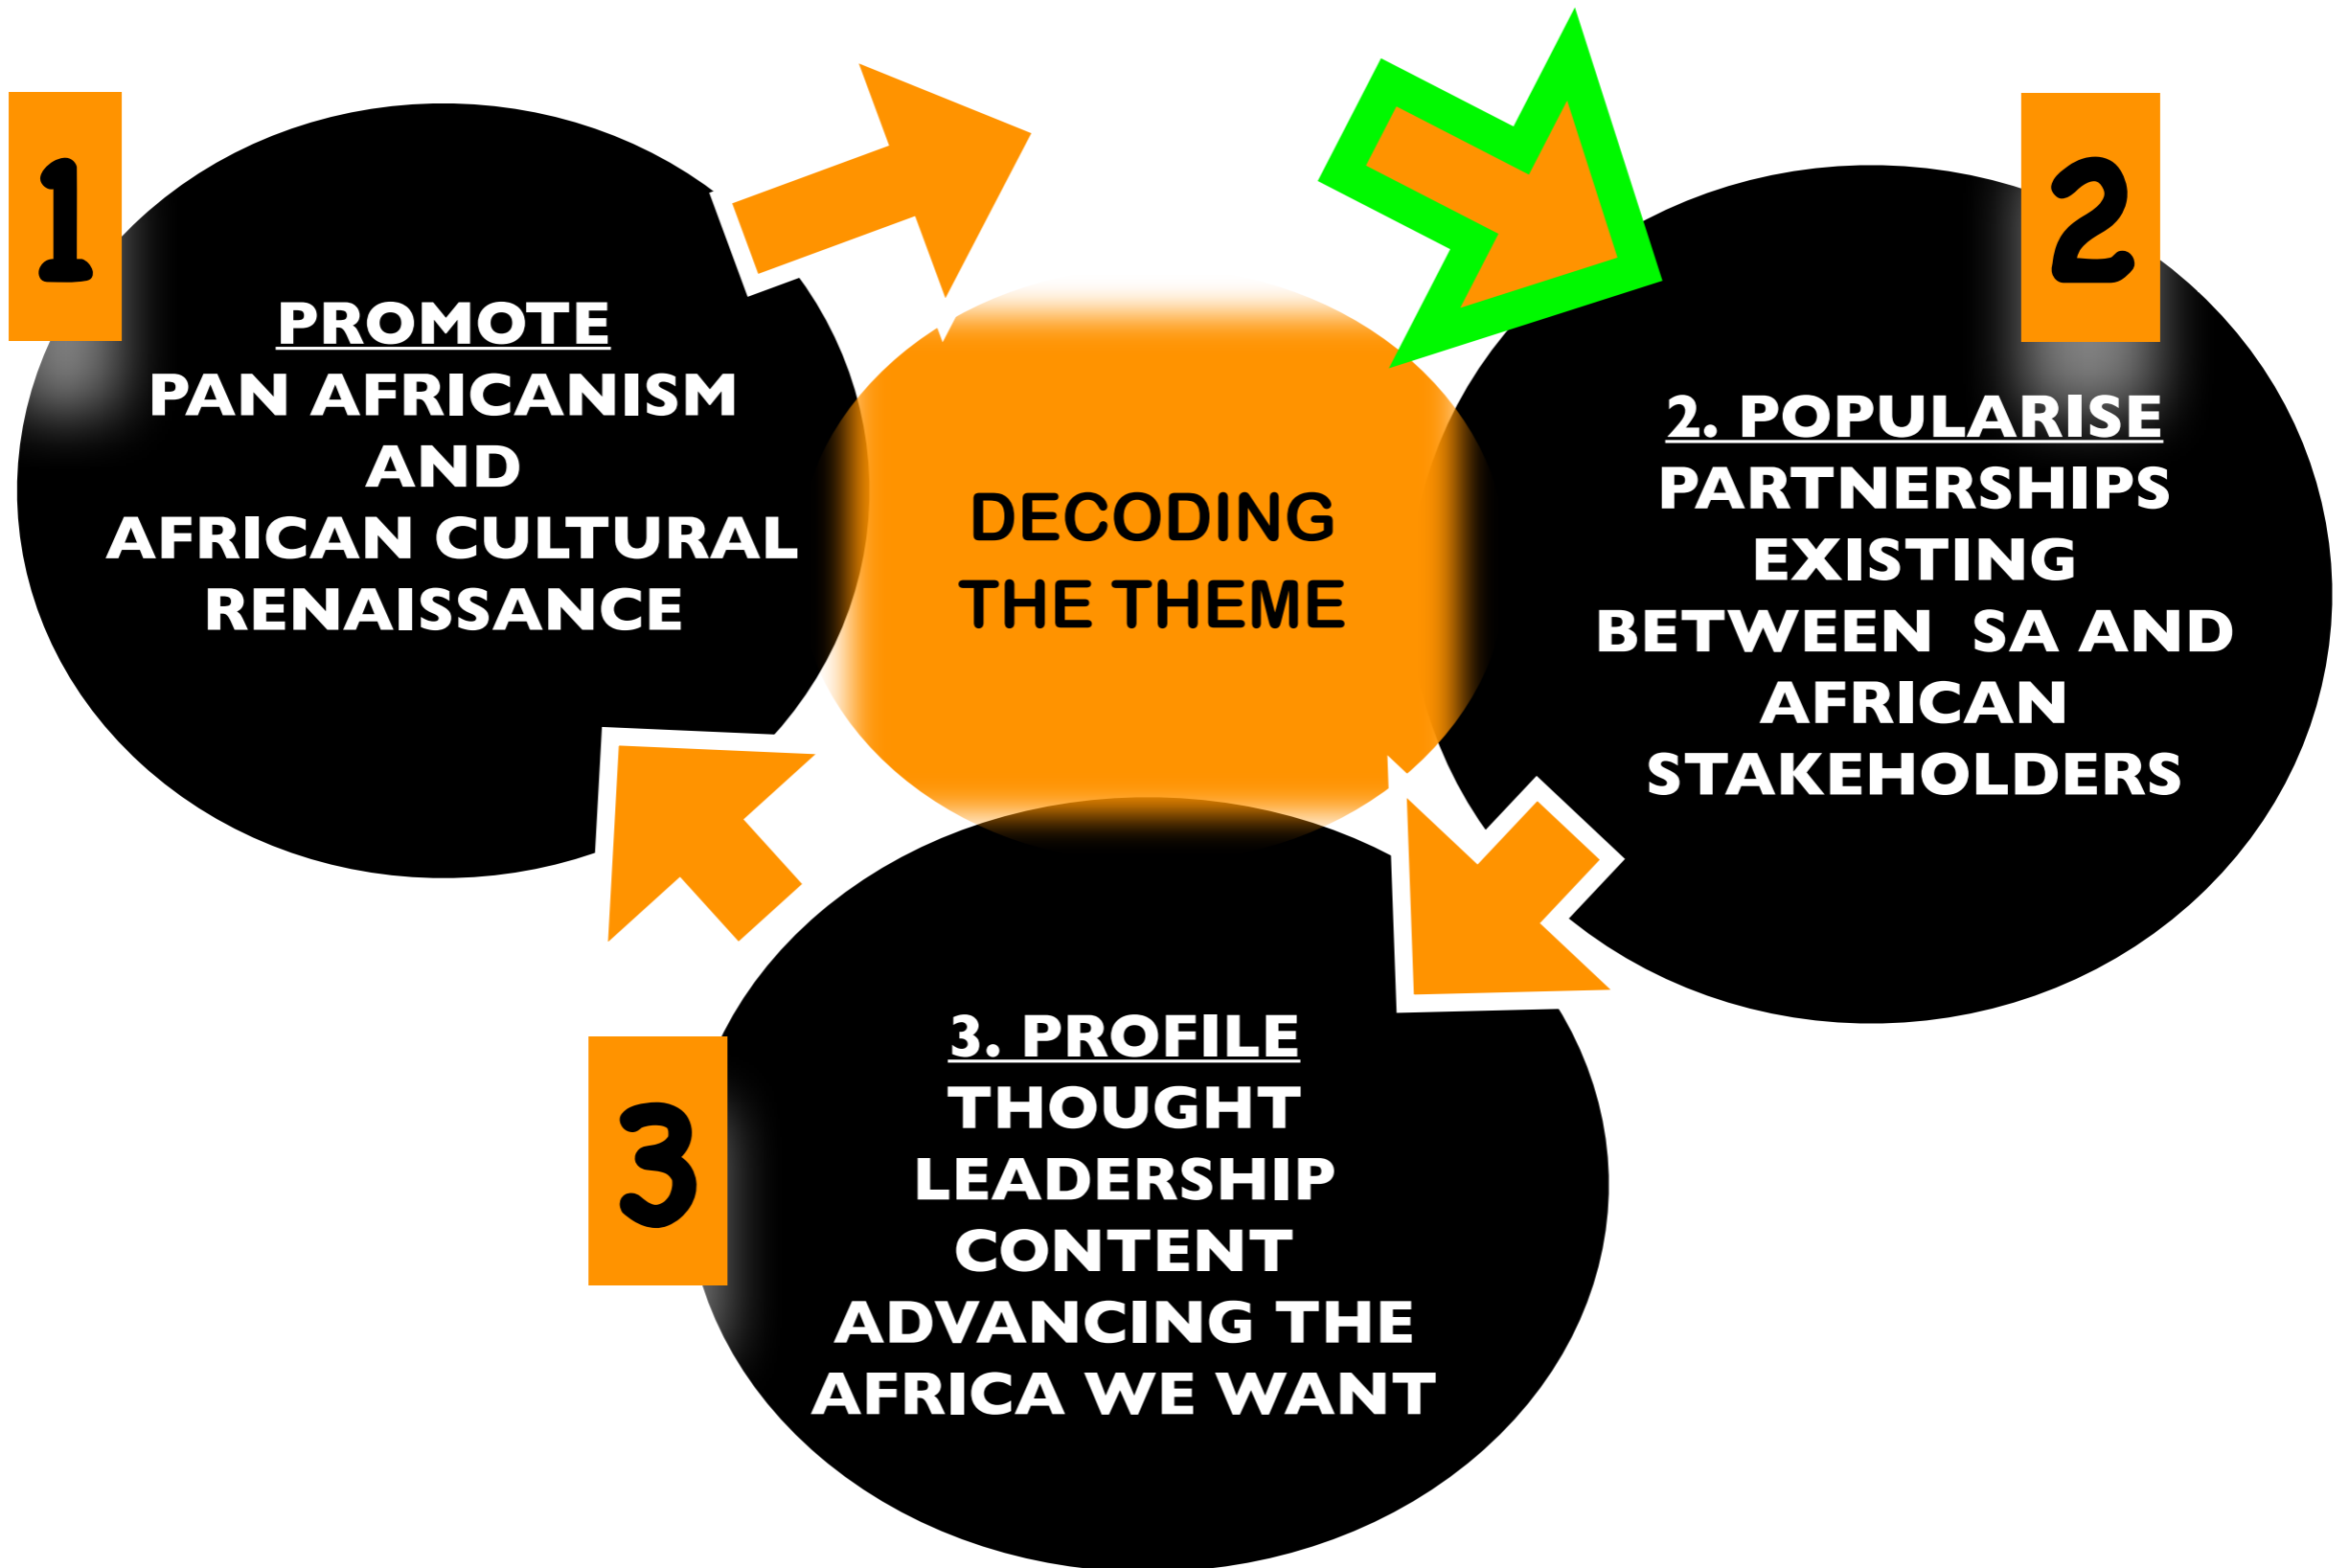 1
PROMOTE
PAN AFRICANISM
AND
AFRICAN CULTURAL
RENAISSANCE
DECODING
THE THEME
2
2. POPULARISE
PARTNERSHIPS
EXISTING
BETWEEN SA AND
AFRICAN
STAKEHOLDERS
3
3. PROFILE
THOUGHT
LEADERSHIP
CONTENT
ADVANCING THE
AFRICA WE WANT